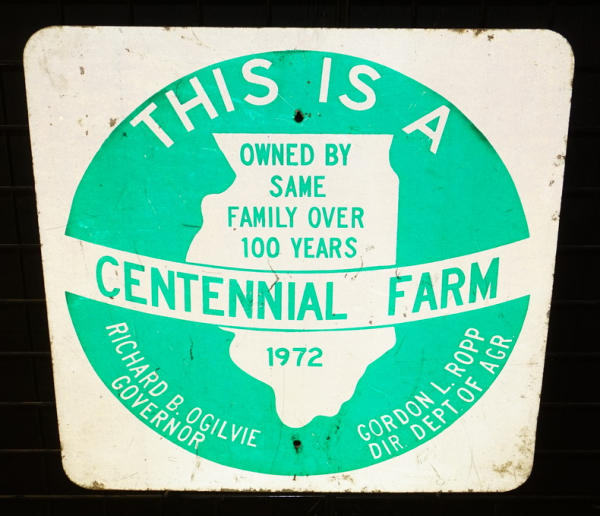 THIS IS A
OWNED BY
SAME
FAMILY OVER
100 YEARS
CENTENNIAL FARM
1972
RICHARD B. OGILVIE
GOVERNOR
GORDON L. ROPP
DIR. DEPT. OF AGR